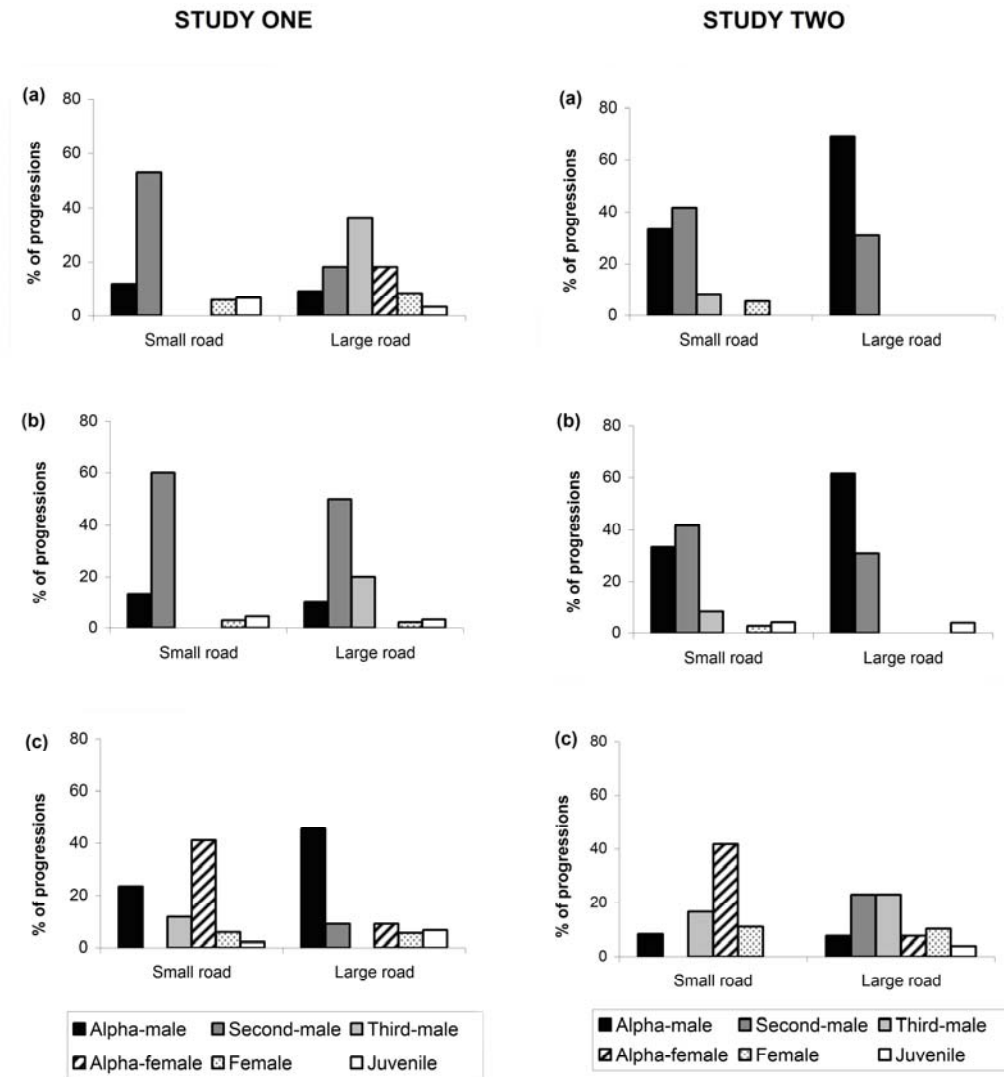 STUDY ONE
STUDY TWO
(a)
% of progressions
80
60
40
20
0
Small road
Large road
(a)
% of progressions
80
60
40
20
0
Small road
Large road
(b)
% of progressions
80
60
40
20
0
Small road
Large road
(b)
% of progressions
80
60
40
20
0
Small road
Large road
(c)
% of progressions
80
60
40
20
0
Small road
Large road
(c)
% of progressions
80
60
40
20
0
Small road
Large road
Alpha-male Second-male Third-male
Alpha-female Female Juvenile
Alpha-male Second-male Third-male
Alpha-female Female Juvenile